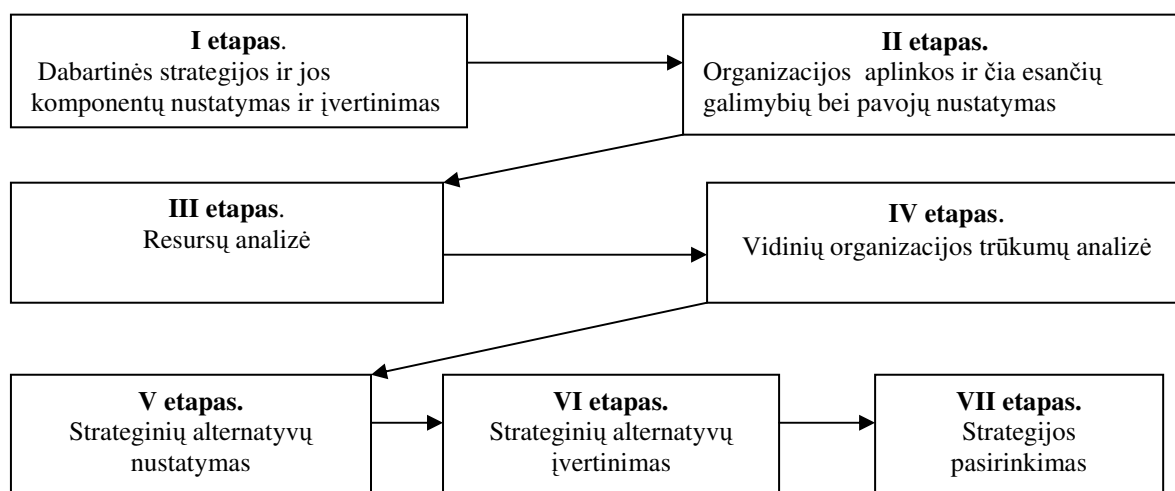 I etapas.
Dabartinės strategijos ir jos
komponentų nustatymas ir įvertinimas
II etapas.
Organizacijos aplinkos ir čia esančių
galimybių bei pavojų nustatymas
III etapas.
Resursų analizė
IV etapas.
Vidinių organizacijos trūkumų analizė
V etapas.
Strateginių alternatyvų
nustatymas
VI etapas.
Strateginių alternatyvų
įvertinimas
VII etapas.
Strategijos
pasirinkimas